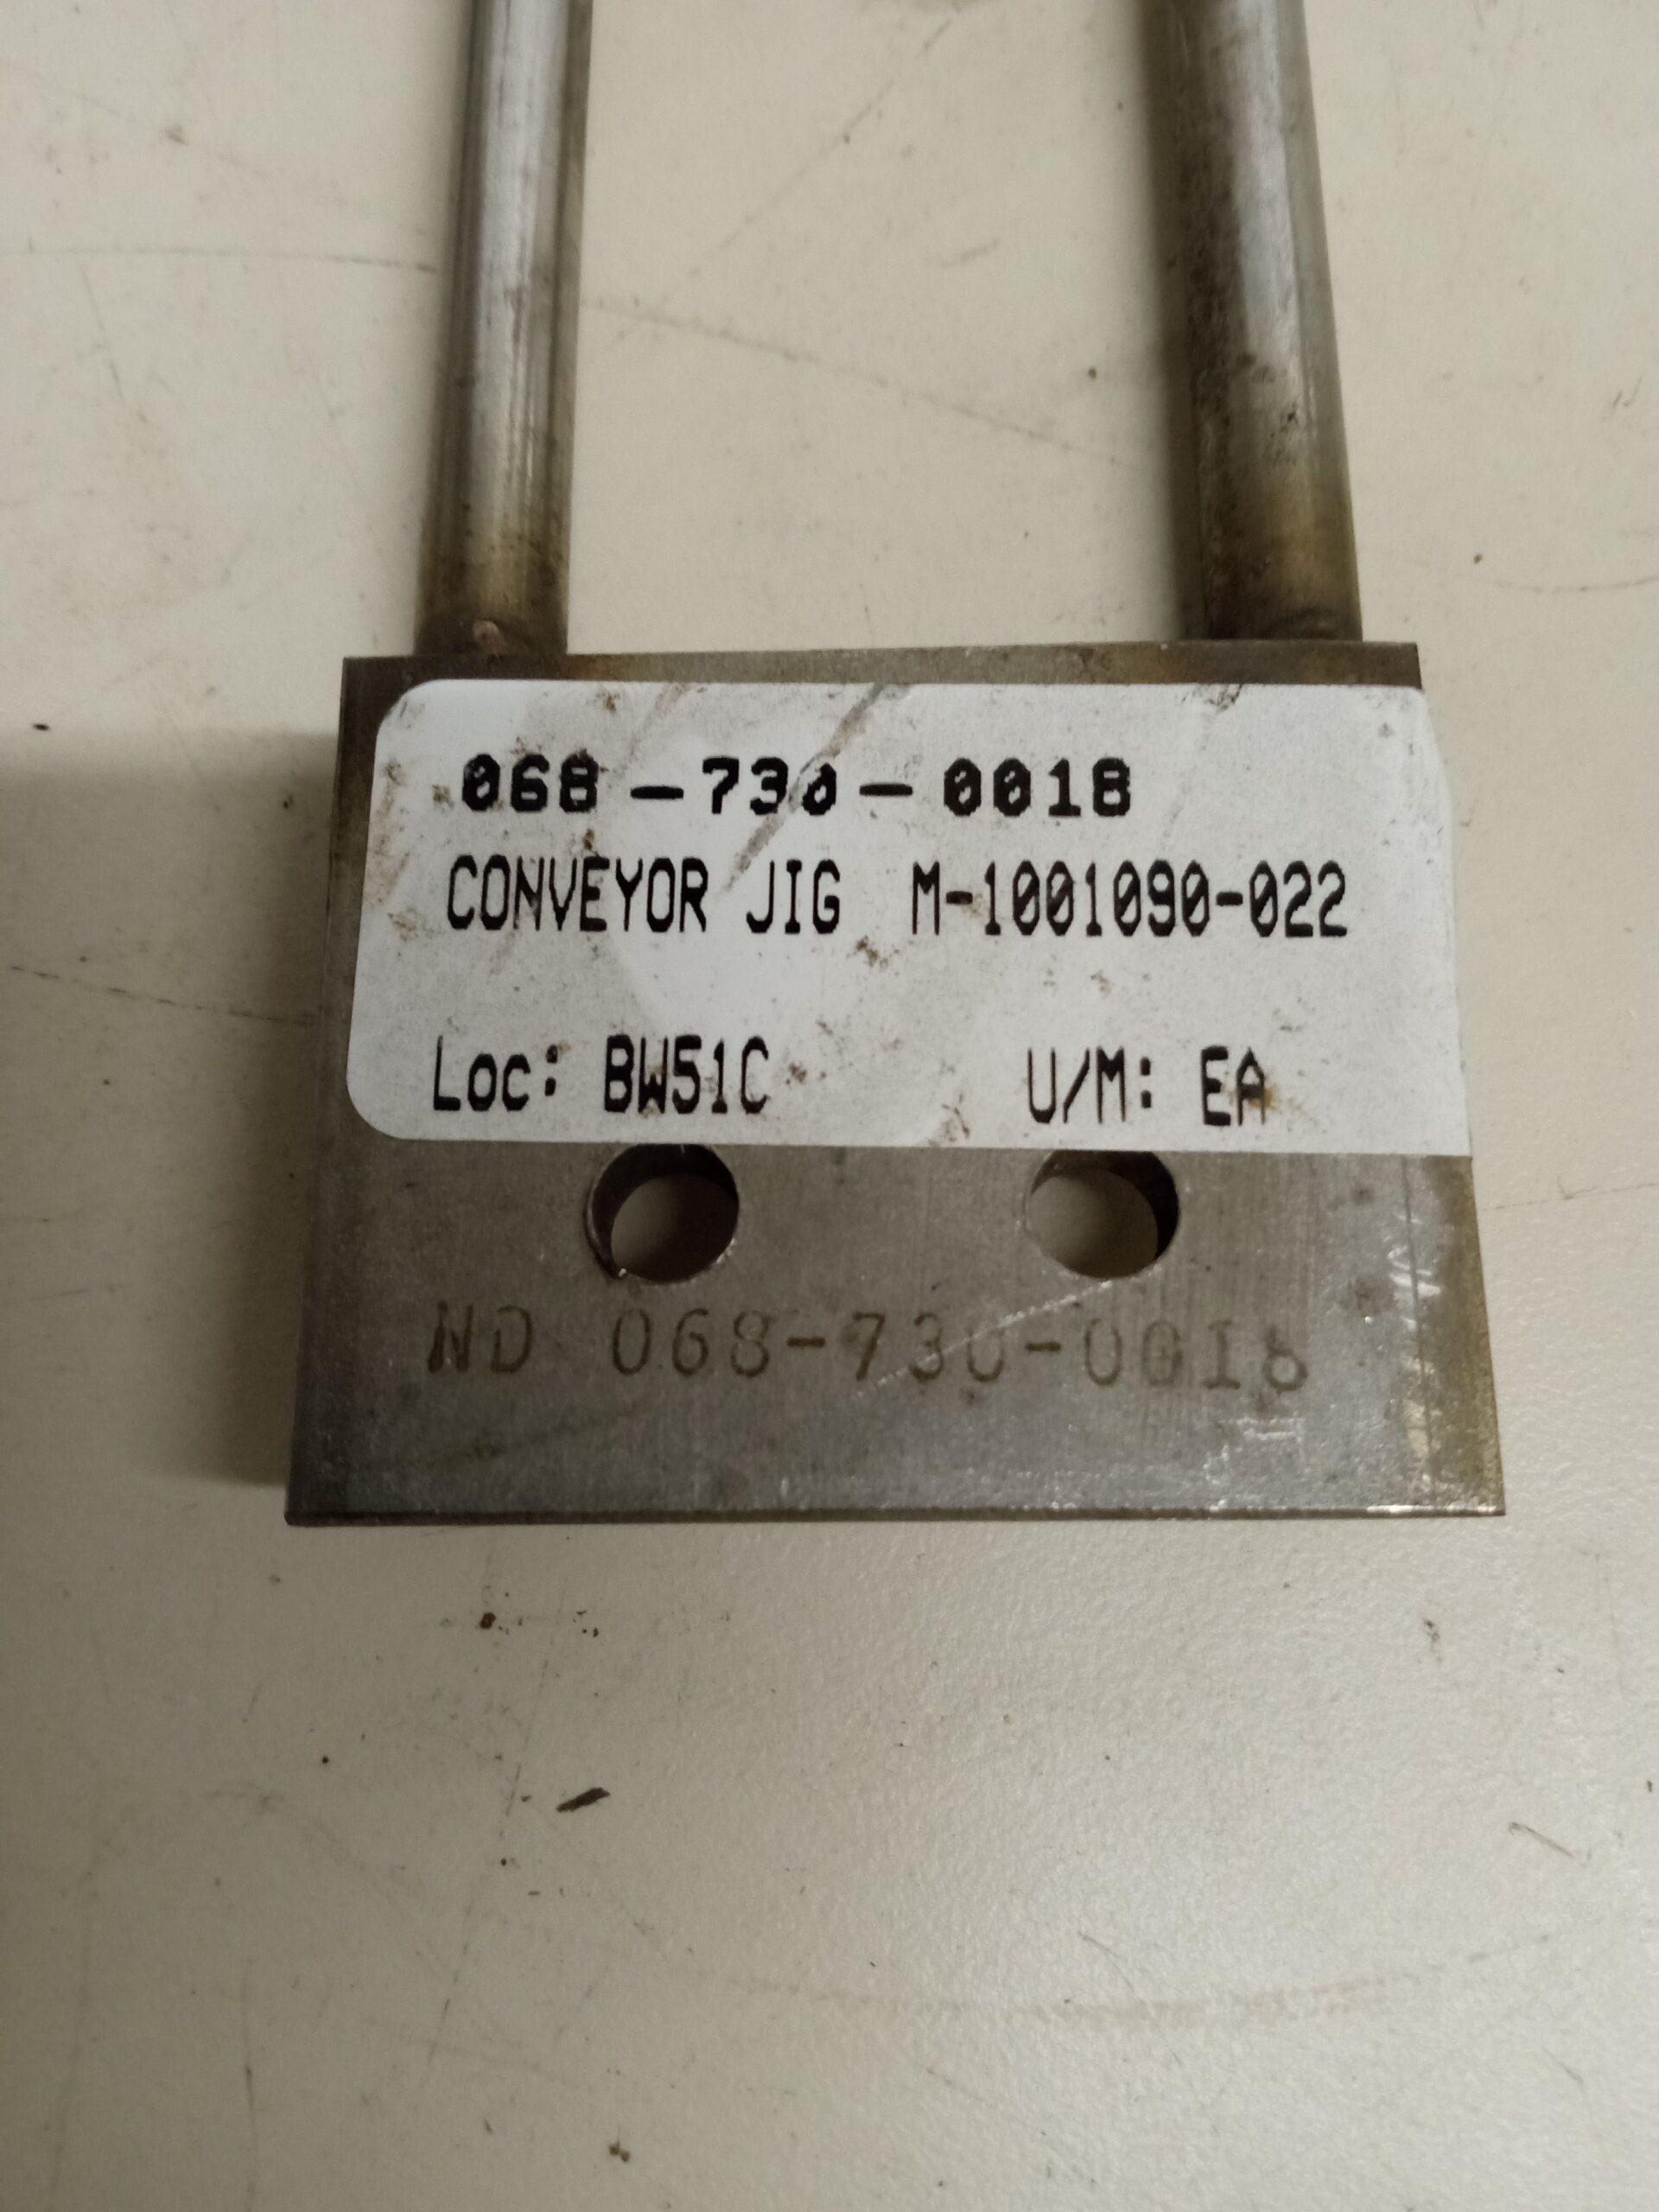 068-730-0018
CONVEYOR JIG M-1001090-022
Loc: BW51C U/M: EA
ND 068-730-0018